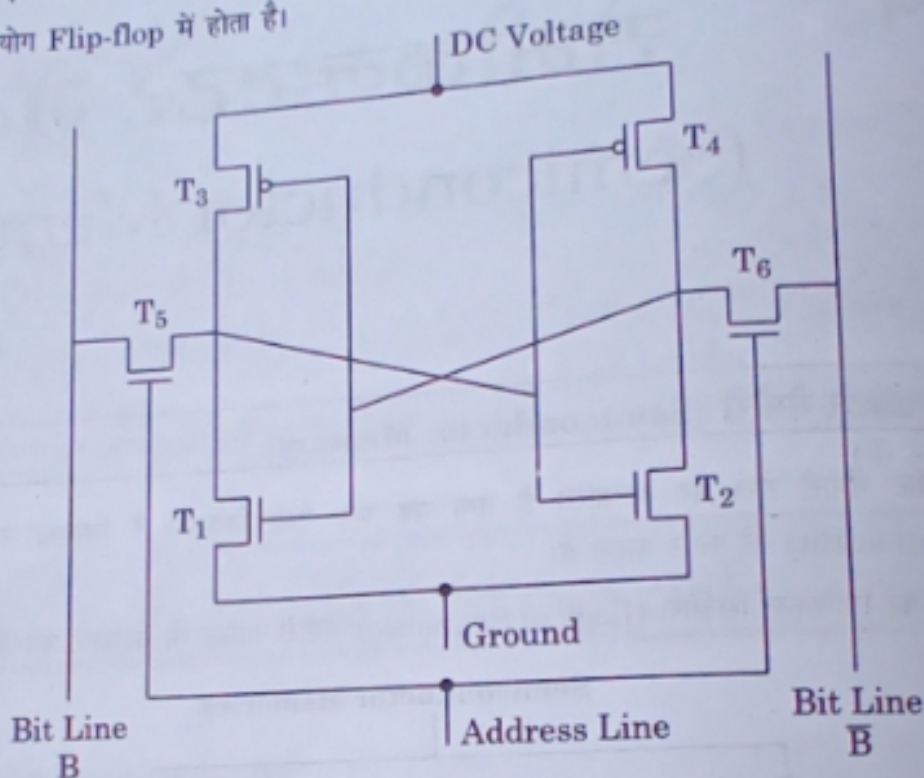 Flip-flop में होता है।
DC Voltage
T4
T3
T6
T5
T2
T1
Ground
Bit Line
B
Address Line
Bit Line
B̅